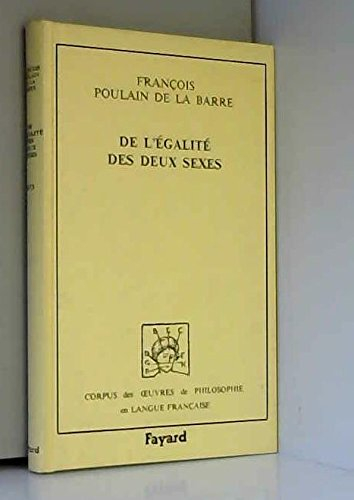 FRANÇOIS
POULAIN DE LA BARRE
DE L'ÉGALITÉ
DES DEUX SEXES
CORPUS des ŒUVRES de PHILOSOPHIE
en LANGUE FRANÇAISE
Fayard
Fayard